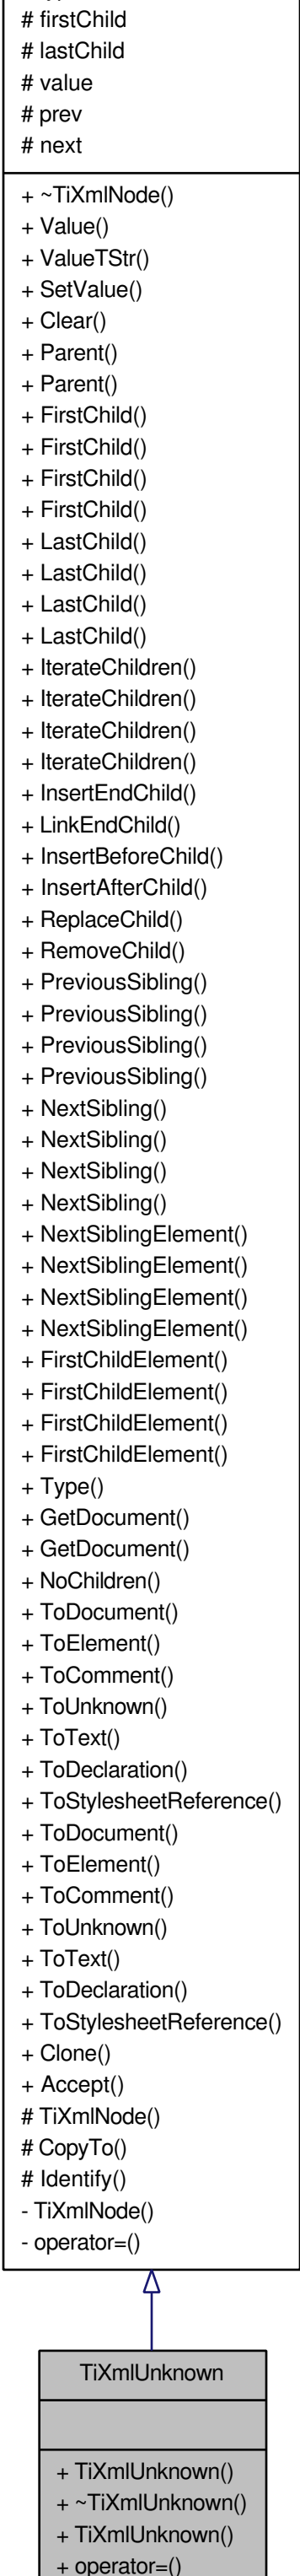 # firstChild
# lastChild
# value
# prev
# next
+ ~TiXmlNode()
+ Value()
+ ValueTStr()
+ SetValue()
+ Clear()
+ Parent()
+ Parent()
+ FirstChild()
+ FirstChild()
+ FirstChild()
+ FirstChild()
+ LastChild()
+ LastChild()
+ LastChild()
+ LastChild()
+ IterateChildren()
+ IterateChildren()
+ IterateChildren()
+ IterateChildren()
+ InsertEndChild()
+ LinkEndChild()
+ InsertBeforeChild()
+ InsertAfterChild()
+ ReplaceChild()
+ RemoveChild()
+ PreviousSibling()
+ PreviousSibling()
+ PreviousSibling()
+ PreviousSibling()
+ NextSibling()
+ NextSibling()
+ NextSibling()
+ NextSibling()
+ NextSiblingElement()
+ NextSiblingElement()
+ NextSiblingElement()
+ NextSiblingElement()
+ FirstChildElement()
+ FirstChildElement()
+ FirstChildElement()
+ FirstChildElement()
+ Type()
+ GetDocument()
+ GetDocument()
+ NoChildren()
+ ToDocument()
+ ToElement()
+ ToComment()
+ ToUnknown()
+ ToText()
+ ToDeclaration()
+ ToStylesheetReference()
+ ToDocument()
+ ToElement()
+ ToComment()
+ ToUnknown()
+ ToText()
+ ToDeclaration()
+ ToStylesheetReference()
+ Clone()
+ Accept()
# TiXmlNode()
# CopyTo()
# Identify()
- TiXmlNode()
- operator=()
TiXmlUnknown
+ TiXmlUnknown()
+ ~TiXmlUnknown()
+ TiXmlUnknown()
+ operator=()